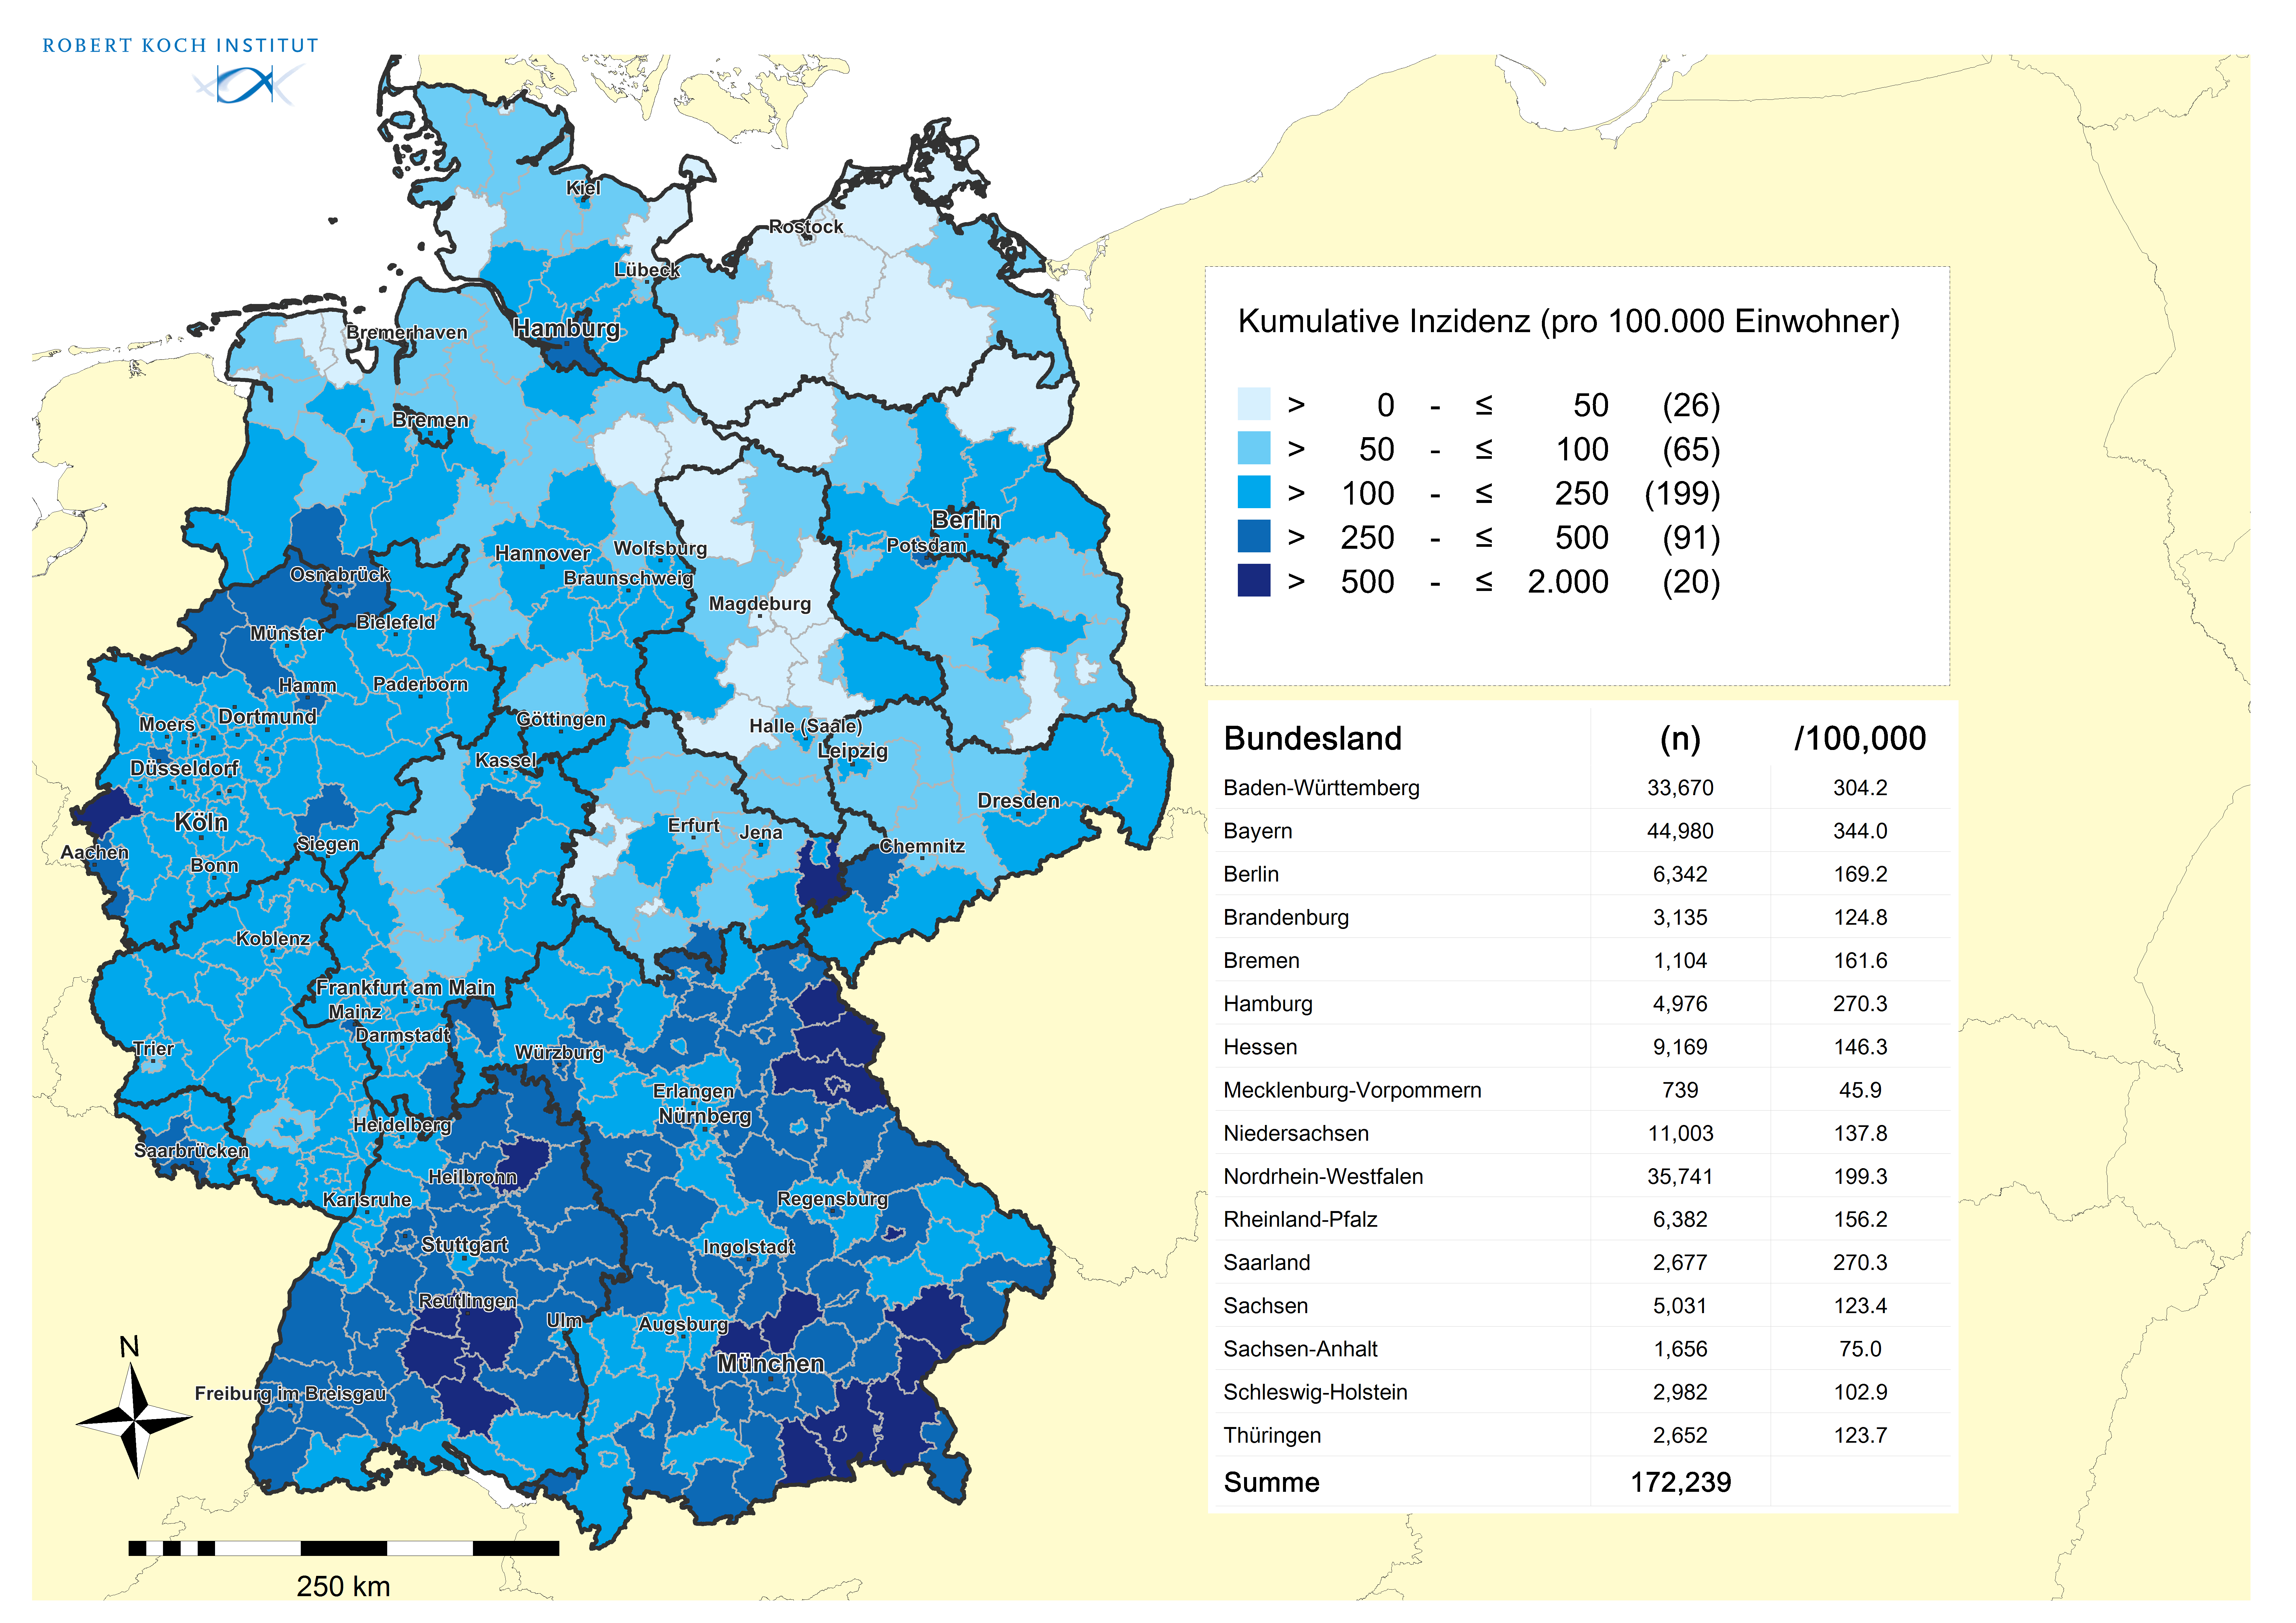 ROBERT KOCH INSTITUT
Kiel
Rostock
Lübeck
Hamburg
Bremerhaven
Bremen
Berlin
Potsdam
Hannover
Wolfsburg
Braunschweig
Osnabrück
Magdeburg
Bielefeld
Münster
Hamm
Paderborn
Göttingen
Moers
Dortmund
Halle (Saale)
Leipzig
Kassel
Düsseldorf
Dresden
Köln
Erfurt
Jena
Chemnitz
Siegen
Aachen
Bonn
Koblenz
Frankfurt am Main
Mainz
Darmstadt
Trier
Würzburg
Erlangen
Nürnberg
Heidelberg
Saarbrücken
Heilbronn
Karlsruhe
Regensburg
Stuttgart
Ingolstadt
Reutlingen
Ulm
Augsburg
München
Freiburg im Breisgau
N
250 km
Kumulative Inzidenz (pro 100.000 Einwohner)
> 0 - ≤ 50 (26)
> 50 - ≤ 100 (65)
> 100 - ≤ 250 (199)
> 250 - ≤ 500 (91)
> 500 - ≤ 2.000 (20)
Bundesland (n) /100,000
Baden-Württemberg 33,670 304.2
Bayern 44,980 344.0
Berlin 6,342 169.2
Brandenburg 3,135 124.8
Bremen 1,104 161.6
Hamburg 4,976 270.3
Hessen 9,169 146.3
Mecklenburg-Vorpommern 739 45.9
Niedersachsen 11,003 137.8
Nordrhein-Westfalen 35,741 199.3
Rheinland-Pfalz 6,382 156.2
Saarland 2,677 270.3
Sachsen 5,031 123.4
Sachsen-Anhalt 1,656 75.0
Schleswig-Holstein 2,982 102.9
Thüringen 2,652 123.7
Summe 172,239